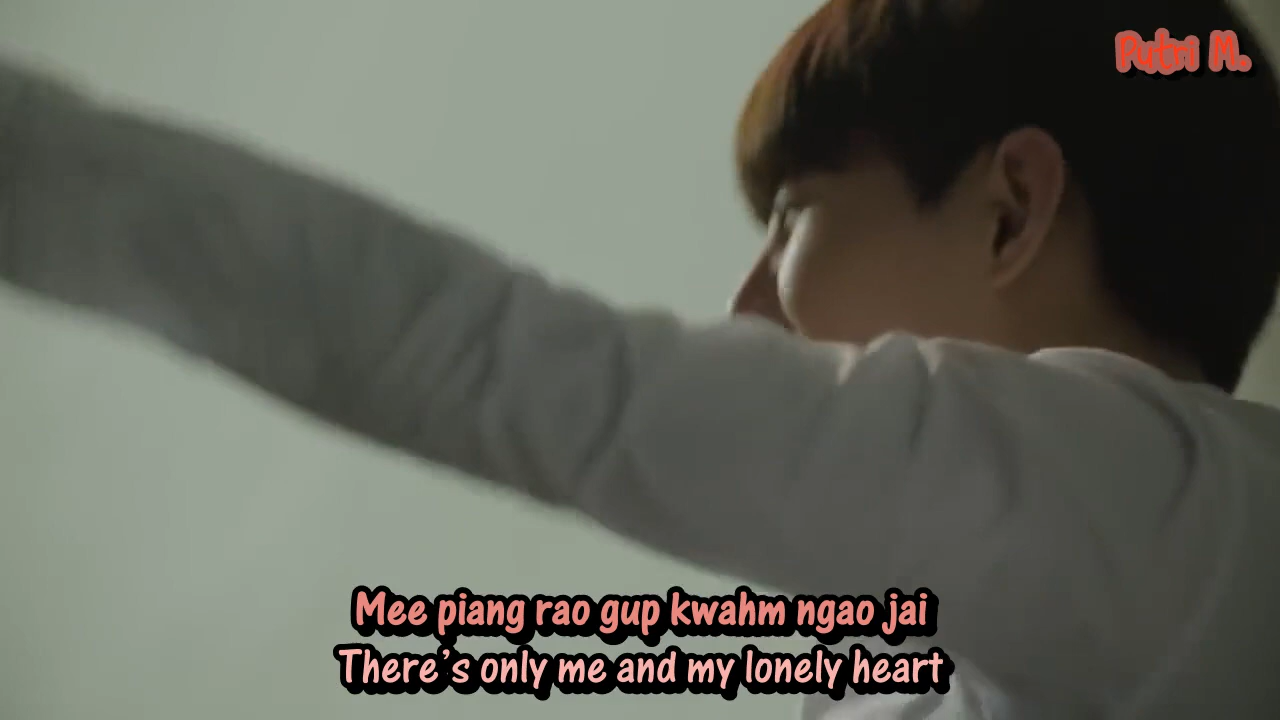 Putri M.
Mee piang rao gup kwahm ngao jai
There's only me and my lonely heart